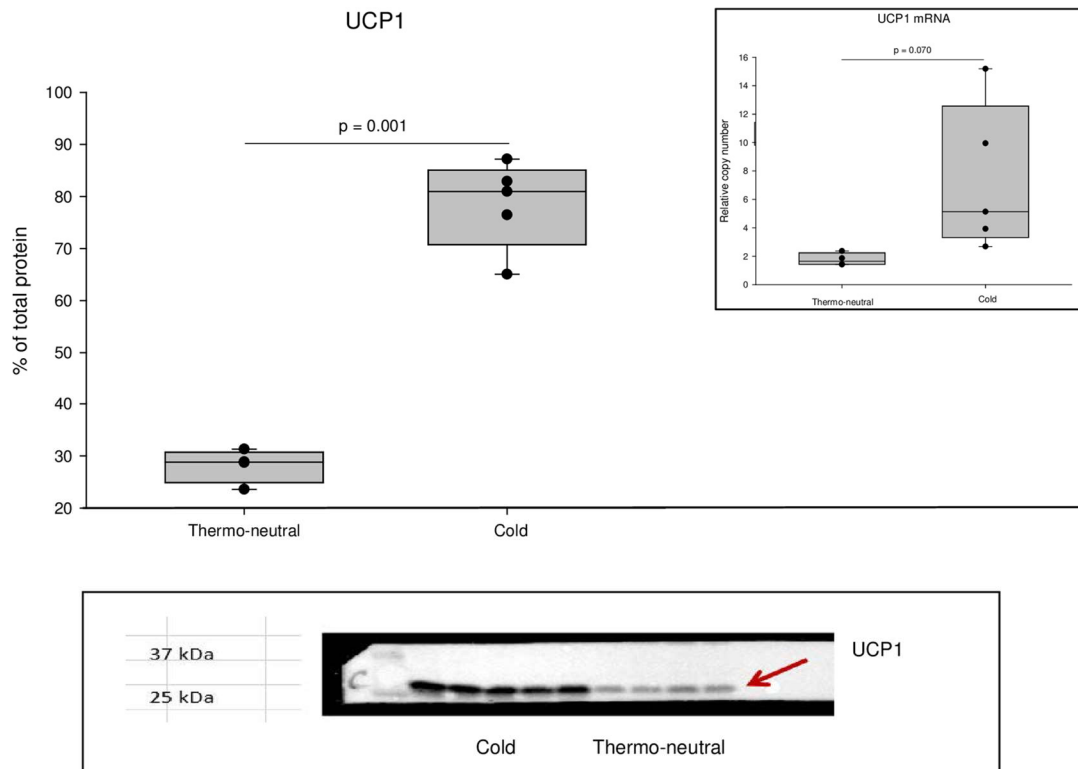 UCP1
UCP1 mRNA
p = 0.070
16
14
12
10
8
6
4
2
0
Relative copy number
Thermo-neutral
Cold
100
90
80
70
60
50
40
30
20
% of total protein
p = 0.001
Thermo-neutral
Cold
37 kDa
25 kDa
C
UCP1
Cold
Thermo-neutral